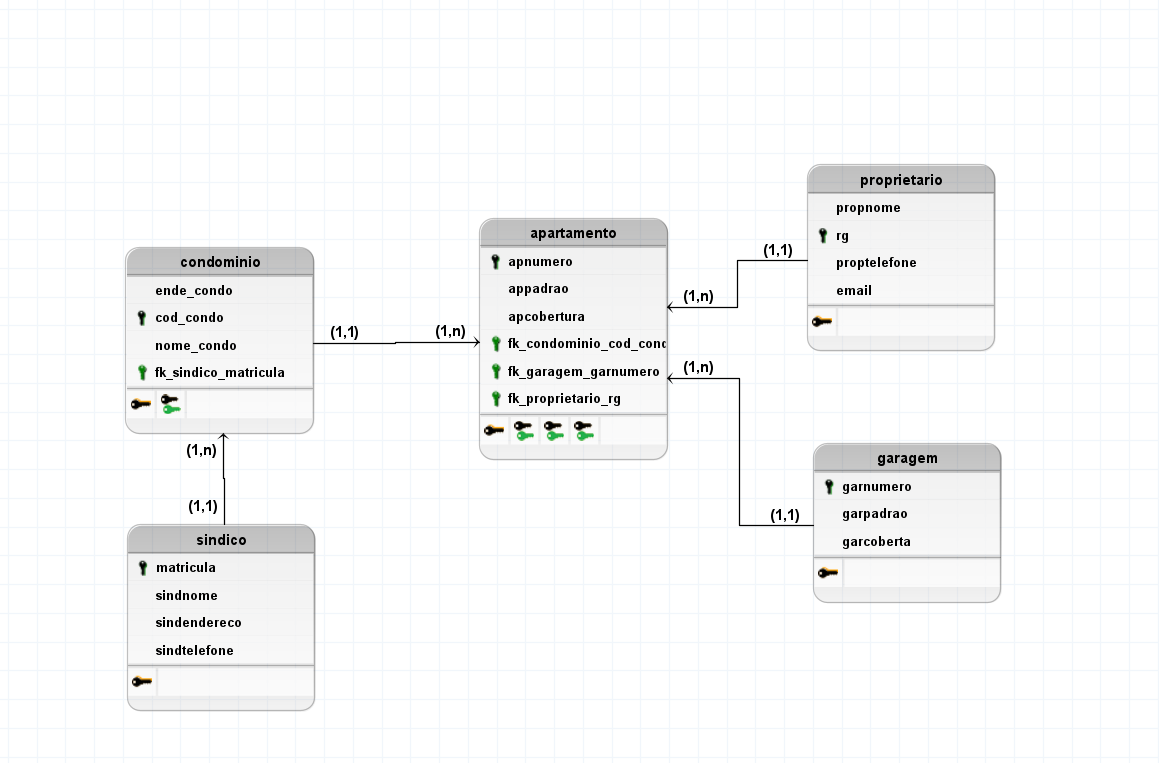 condominio
ende_condo
cod_condo
nome_condo
fk_sindico_matricula
(1,1)
(1,n)
apartamento
apnumero
appadrao
apcobertura
fk_condominio_cod_cond
fk_garagem_garnumero
fk_proprietario_rg
(1,n)
(1,1)
proprietario
propnome
rg
proptelefone
email
(1,n)
(1,1)
garagem
garnumero
garpadrao
garcoberta
(1,n)
(1,1)
sindico
matricula
sindnome
sindendereco
sindtelefone